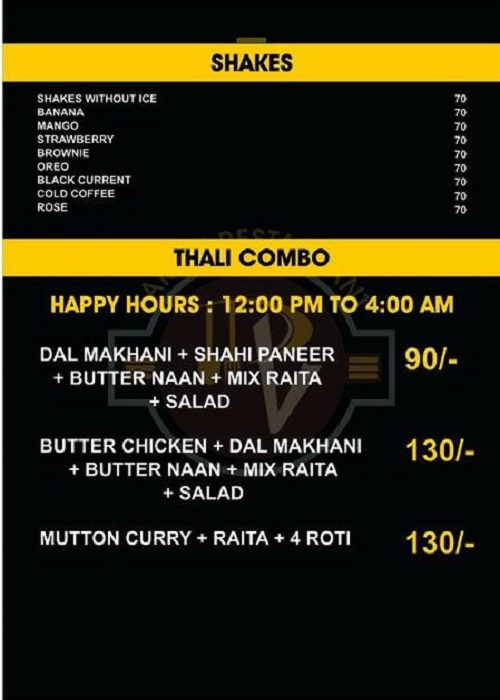 SHAKES
SHAKES WITHOUT ICE 70
BANANA 70
MANGO 70
STRAWBERRY 70
BROWNIE 70
OREO 70
BLACK CURRENT 70
COLD COFFEE 70
ROSE 70
THALI COMBO
HAPPY HOURS : 12:00 PM TO 4:00 AM
DAL MAKHANI + SHAHI PANEER 90/-
+ BUTTER NAAN + MIX RAITA
+ SALAD
BUTTER CHICKEN + DAL MAKHANI 130/-
+ BUTTER NAAN + MIX RAITA
+ SALAD
MUTTON CURRY + RAITA + 4 ROTI 130/-